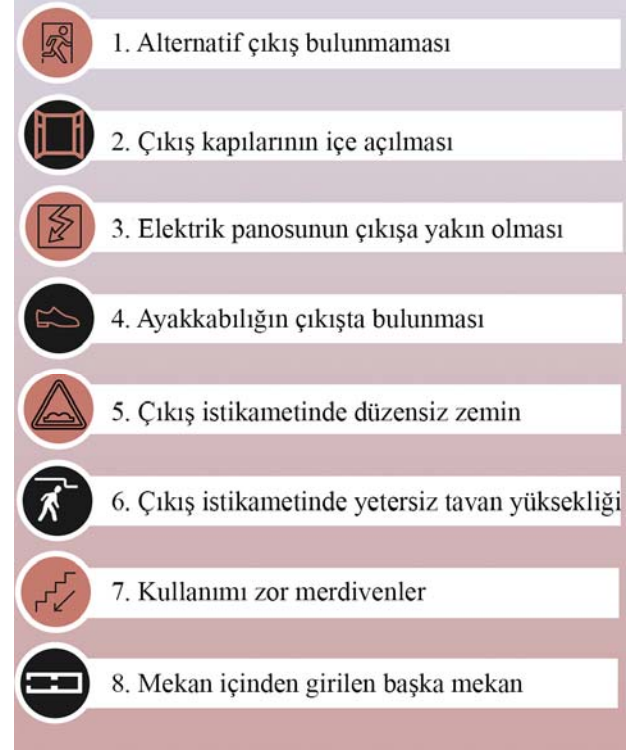 1. Alternatif çıkış bulunmaması
2. Çıkış kapılarının içe açılması
3. Elektrik panosunun çıkışa yakın olması
4. Ayakkabılığın çıkışta bulunması
5. Çıkış istikametinde düzensiz zemin
6. Çıkış istikametinde yetersiz tavan yüksekliği
7. Kullanımı zor merdivenler
8. Mekan içinden girilen başka mekan